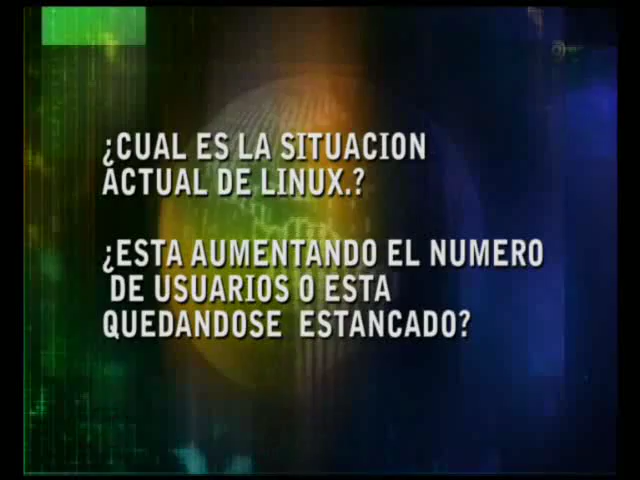 ¿CUAL ES LA SITUACION
ACTUAL DE LINUX.?
¿ESTA AUMENTANDO EL NUMERO
DE USUARIOS O ESTA
QUEDANDOSE ESTANCADO?